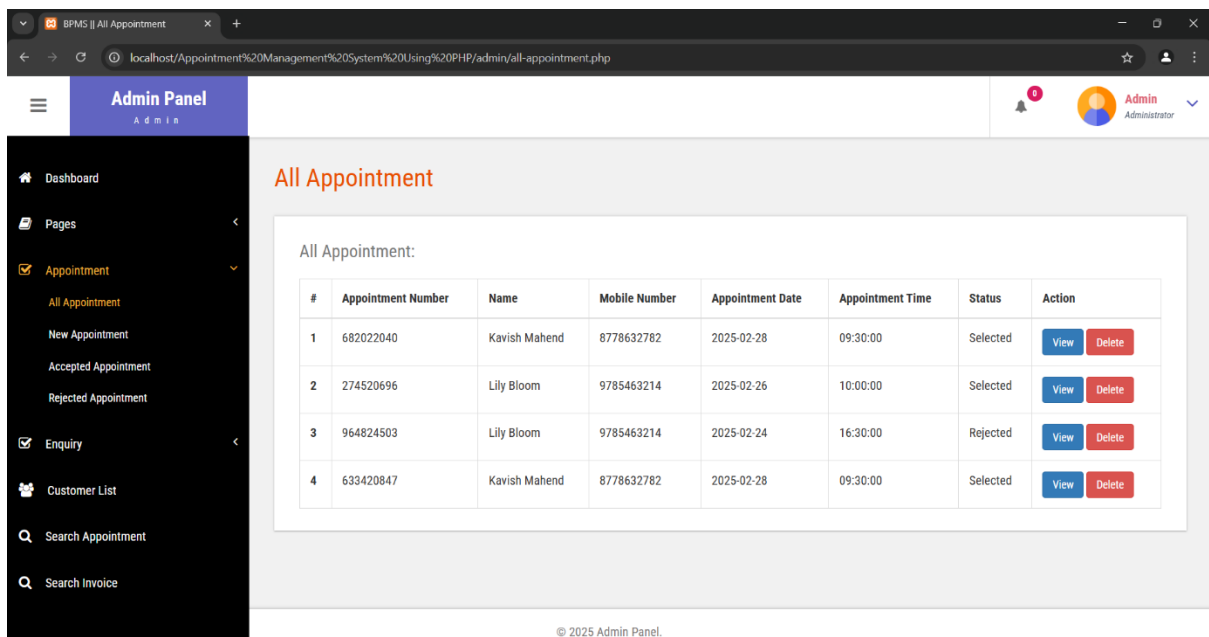 BPMS || All Appointment
localhost/Appointment%20Management%20System%20Using%20PHP/admin/all-appointment.php
Admin Panel
Admin
0
Admin
Administrator
Dashboard
Pages
Appointment
All Appointment
New Appointment
Accepted Appointment
Rejected Appointment
Enquiry
Customer List
Search Appointment
Search Invoice
All Appointment
All Appointment:
# Appointment Number Name Mobile Number Appointment Date Appointment Time Status Action
1 682022040 Kavish Mahend 8778632782 2025-02-28 09:30:00 Selected View Delete
2 274520696 Lily Bloom 9785463214 2025-02-26 10:00:00 Selected View Delete
3 964824503 Lily Bloom 9785463214 2025-02-24 16:30:00 Rejected View Delete
4 633420847 Kavish Mahend 8778632782 2025-02-28 09:30:00 Selected View Delete
© 2025 Admin Panel.